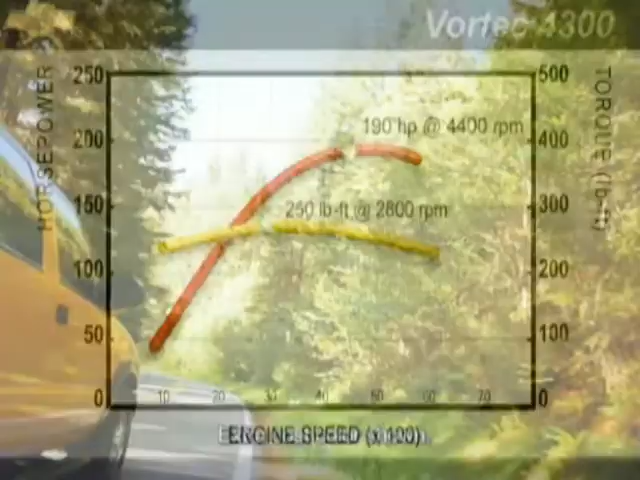 Vortec 4300
HORSEPOWER
250
200
150
100
50
0
190 hp @ 4400 rpm
250 lb-ft @ 2800 rpm
500
400
300
200
100
0
TORQUE (lb-ft)
10 20 30 40 50 60 70
ENGINE SPEED (x 100)